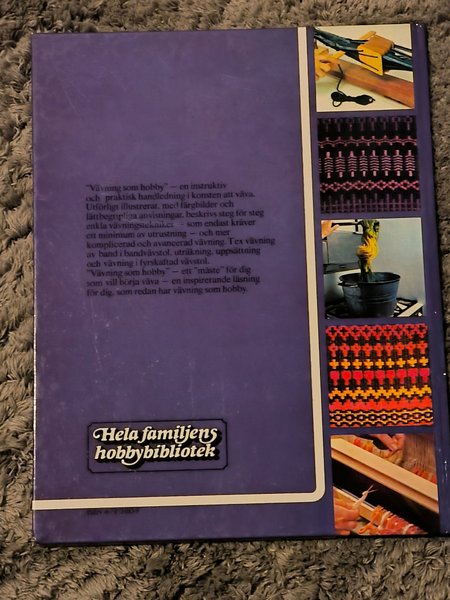 "Vävning som hobby" – en instruktiv
och praktisk handledning i konsten att väva.
Utförligt illustrerat, med färgbilder och
lättbegripliga anvisningar, beskrivs steg för steg
enkla vävningstekniker – som endast kräver
ett minimum av utrustning – och mer
komplicerad och avancerad vävning. T ex vävning
av band i bandvävstol, uträkning, uppsättning
och vävning i fyrskaftad vävstol.
"Vävning som hobby" – ett "måste" för dig
som vill börja väva – en inspirerande läsning
för dig, som redan har vävning som hobby.
Hela familjens
hobbybibliotek